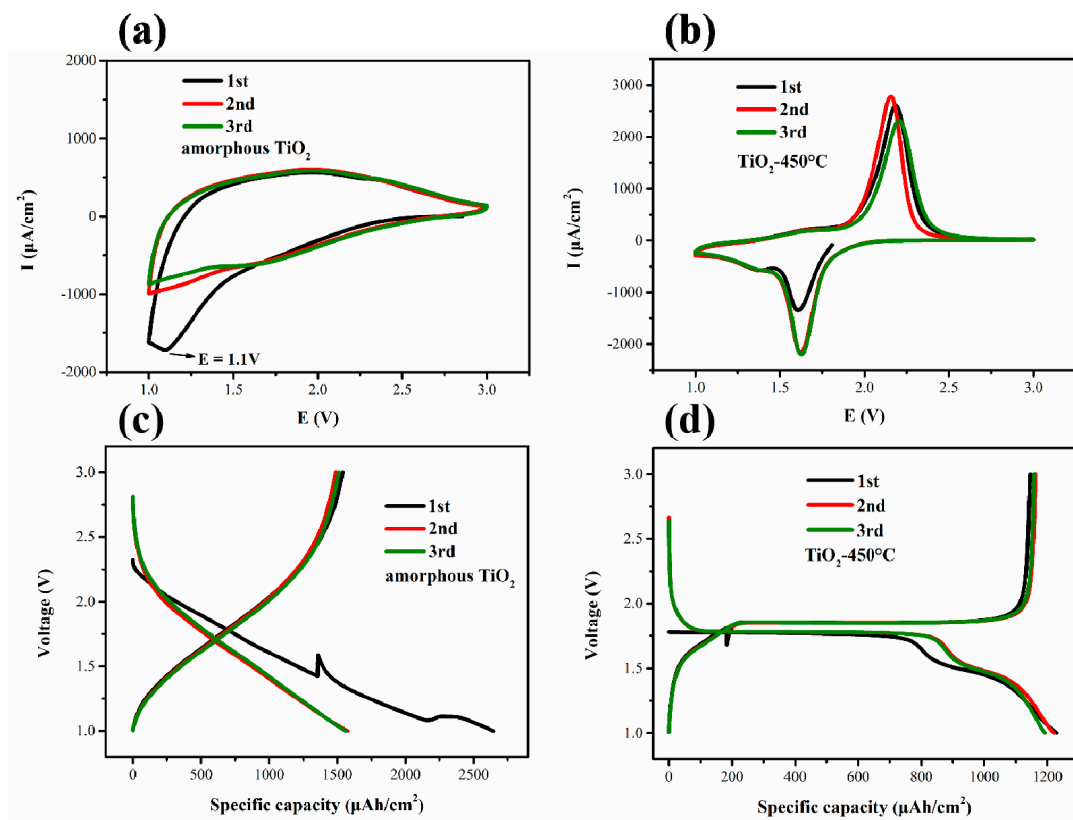 (a)
2000
1000
0
-1000
-2000
I (µA/cm²)
1st
2nd
3rd
amorphous TiO₂
E = 1.1V
1.0 1.5 2.0 2.5 3.0
E (V)
(b)
3000
2000
1000
0
-1000
-2000
I (µA/cm²)
1st
2nd
3rd
TiO₂-450°C
1.0 1.5 2.0 2.5 3.0
E (V)
(c)
3.0
2.5
2.0
1.5
1.0
Voltage (V)
1st
2nd
3rd
amorphous TiO₂
0 500 1000 1500 2000 2500
Specific capacity (µAh/cm²)
(d)
3.0
2.5
2.0
1.5
1.0
Voltage (V)
1st
2nd
3rd
TiO₂-450°C
0 200 400 600 800 1000 1200
Specific capacity (µAh/cm²)